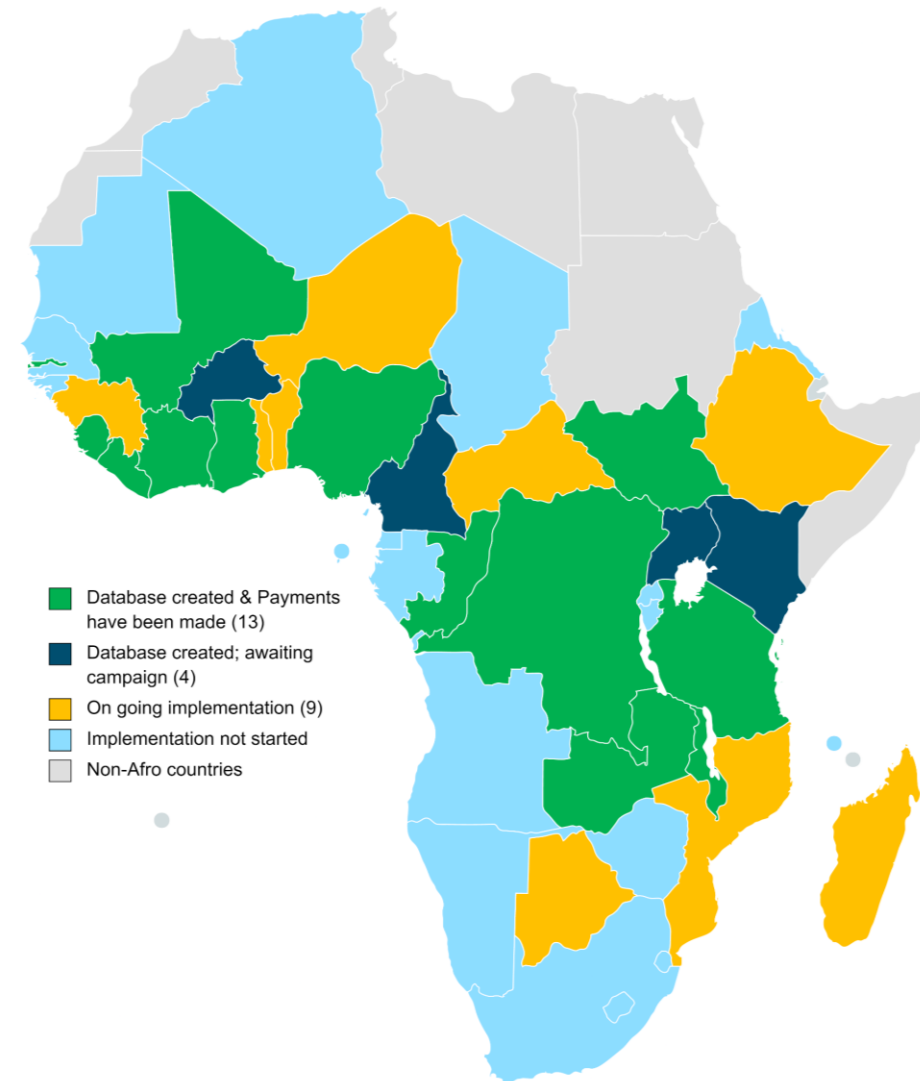 Database created & Payments
have been made (13)
Database created; awaiting
campaign (4)
On going implementation (9)
Implementation not started
Non-Afro countries